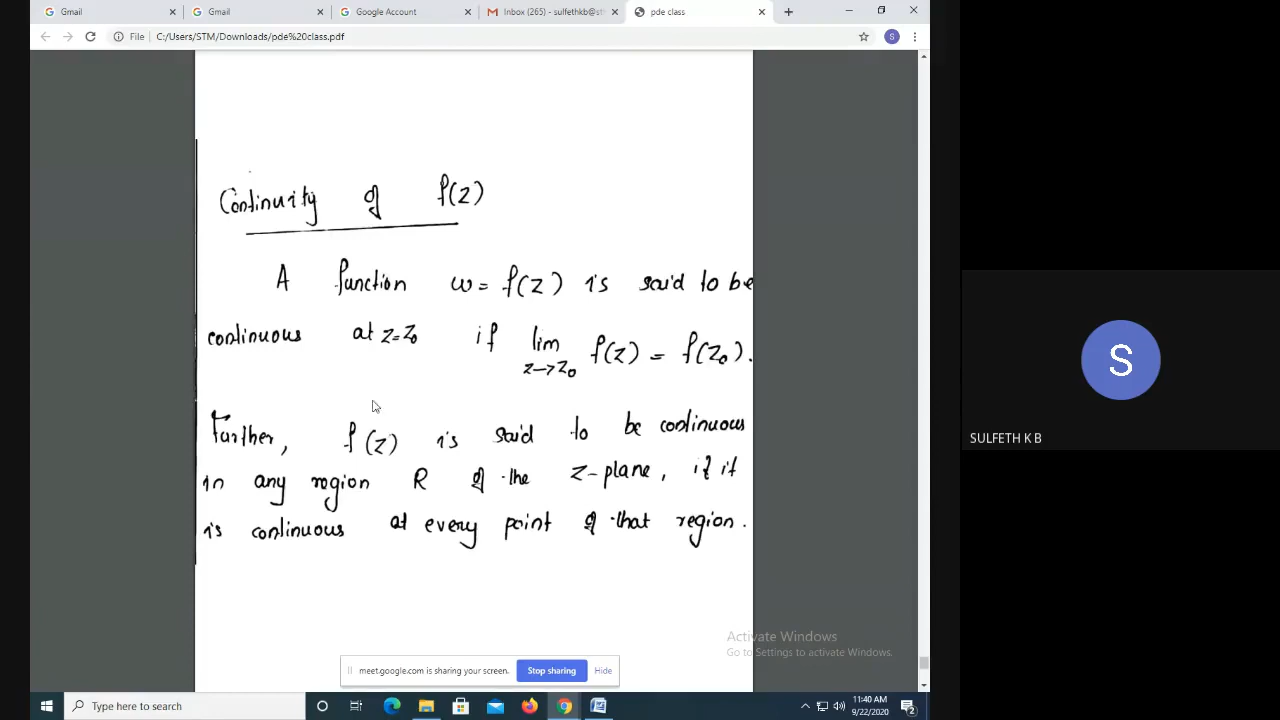 Gmail
Gmail
Google Account
Inbox (265) - sulfethkb@st
pde class
File
C:/Users/STM/Downloads/pde%20class.pdf
S
Continuity of f(z)
A function w = f(z) is said to be
continuous at z=z₀ if lim z→z₀ f(z) = f(z₀).
Further, f(z) is said to be continuous
in any region R of the z-plane, if it
is continuous at every point of that region.
S
SULFETH K B
Activate Windows
Go to Settings to activate Windows.
meet.google.com is sharing your screen.
Stop sharing
Hide
Type here to search
11:40 AM
9/22/2020
2